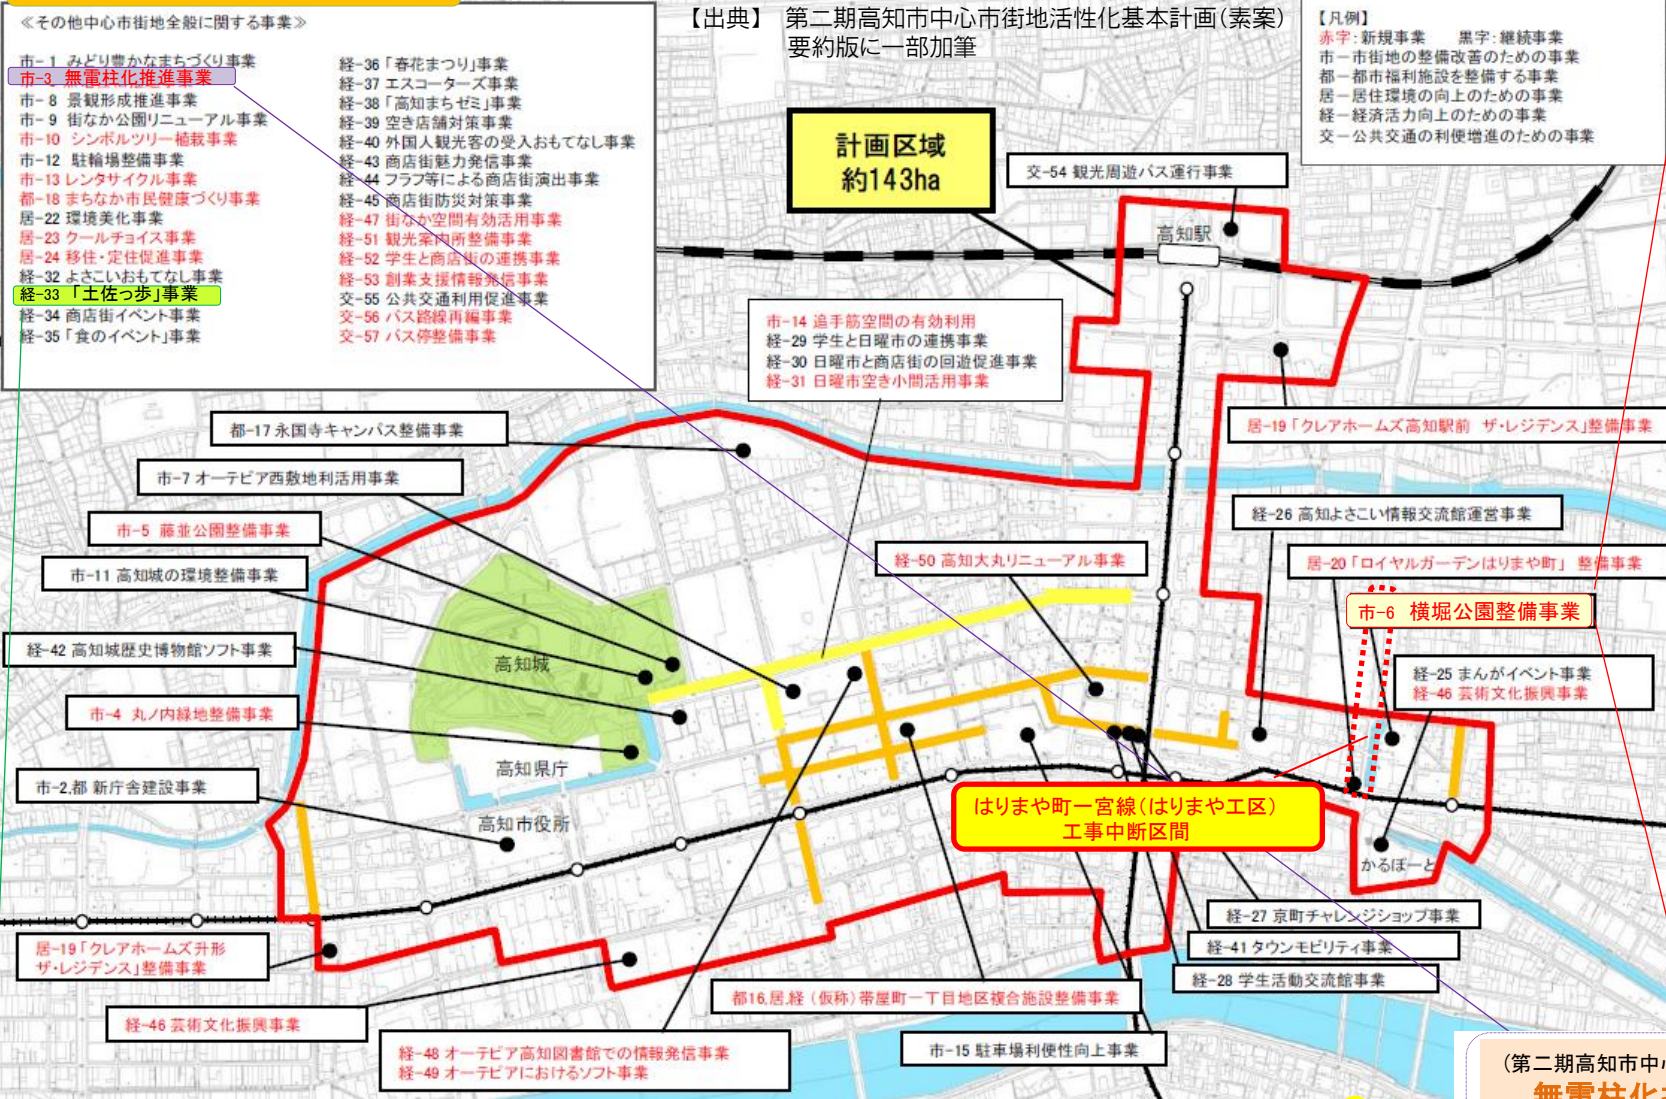 ≪その他中心市街地全般に関する事業≫
市-1 みどり豊かなまちづくり事業
市-3 無電柱化推進事業
市-8 景観形成推進事業
市-9 街なか公園リニューアル事業
市-10 シンボルツリー植栽事業
市-12 駐輪場整備事業
市-13 レンタサイクル事業
都-18 まちなか市民健康づくり事業
居-22 環境美化事業
居-23 クールチョイス事業
居-24 移住・定住促進事業
経-32 よさこいおもてなし事業
経-33 「土佐っ歩」事業
経-34 商店街イベント事業
経-35 「食のイベント」事業
経-36 「春花まつり」事業
経-37 エスコーターズ事業
経-38 「高知まちゼミ」事業
経-39 空き店舗対策事業
経-40 外国人観光客の受入おもてなし事業
経-43 商店街魅力発信事業
経-44 フラフ等による商店街演出事業
経-45 商店街防災対策事業
経-47 街なか空間有効活用事業
経-51 観光案内所整備事業
経-52 学生と商店街の連携事業
経-53 創業支援情報発信事業
交-55 公共交通利用促進事業
交-56 バス路線再編事業
交-57 バス停整備事業
【出典】 第二期高知市中心市街地活性化基本計画(素案)
要約版に一部加筆
【凡例】
赤字:新規事業 黒字:継続事業
市-市街地の整備改善のための事業
都-都市福利施設を整備する事業
居-居住環境の向上のための事業
経-経済活力向上のための事業
交-公共交通の利便増進のための事業
計画区域
約143ha
交-54 観光周遊バス運行事業
高知駅
市-14 追手筋空間の有効利用
経-29 学生と日曜市の連携事業
経-30 日曜市と商店街の回遊促進事業
経-31 日曜市空き小間活用事業
都-17 永国寺キャンパス整備事業
居-19「クレアホームズ高知駅前 ザ・レジデンス」整備事業
市-7 オーテピア西敷地利活用事業
市-5 藤並公園整備事業
経-26 高知よさこい情報交流館運営事業
市-11 高知城の環境整備事業
経-50 高知大丸リニューアル事業
居-20「ロイヤルガーデンはりまや町」 整備事業
市-6 横堀公園整備事業
経-42 高知城歴史博物館ソフト事業
高知城
経-25 まんがイベント事業
経-46 芸術文化振興事業
市-4 丸ノ内緑地整備事業
高知県庁
市-2,都 新庁舎建設事業
高知市役所
はりまや町一宮線(はりまや工区)
工事中断区間
かるぽーと
経-27 京町チャレンジショップ事業
経-41 タウンモビリティ事業
経-28 学生活動交流館事業
居-19「クレアホームズ升形
ザ・レジデンス」整備事業
都16,居,経 (仮称)帯屋町一丁目地区複合施設整備事業
経-46 芸術文化振興事業
経-48 オーテピア高知図書館での情報発信事業
経-49 オーテピアにおけるソフト事業
市-15 駐車場利便性向上事業
(第二期高知市中心
無電柱化